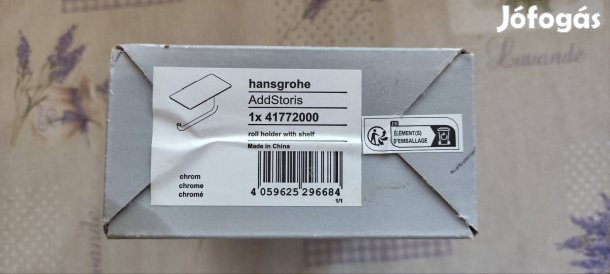 Jófogás
Lavande
hansgrohe
AddStoris
1x 41772000
roll holder with shelf
Made in China
chrom
chrome
chromé
4 059625 296684
1/1
FR
ÉLÉMENT(S)
D'EMBALLAGE